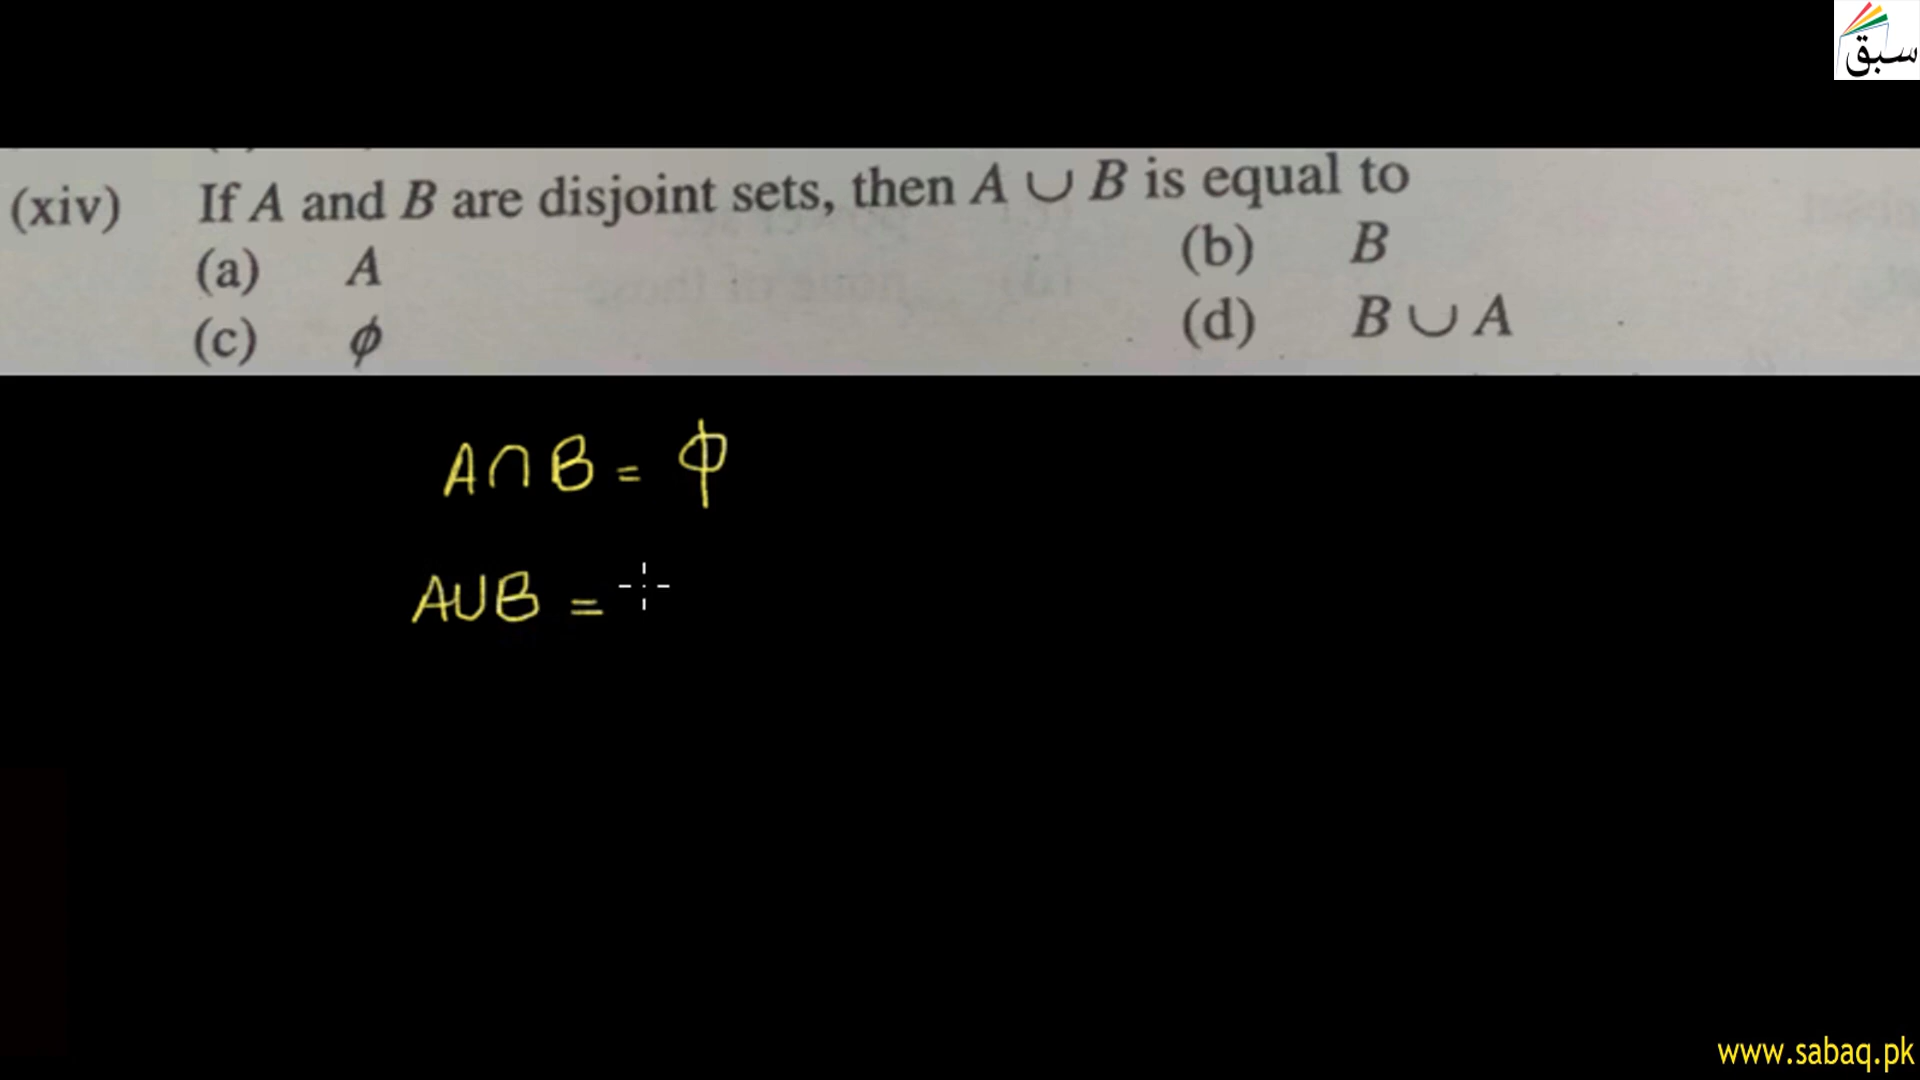 سبق
(xiv) If A and B are disjoint sets, then A ∪ B is equal to
(a) A (b) B
(c) ϕ (d) B ∪ A
A∩B = ϕ
A∪B =
www.sabaq.pk